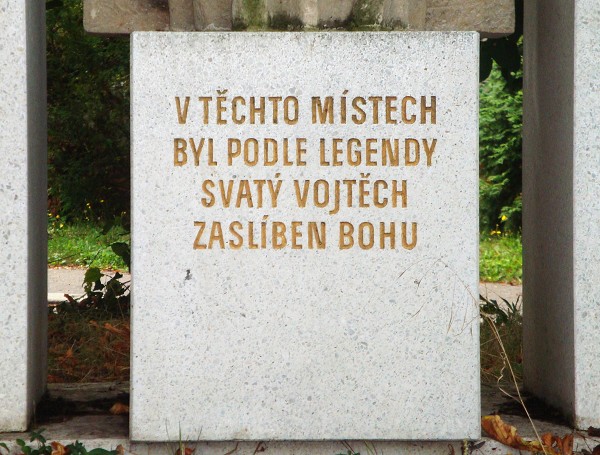 V TĚCHTO MÍSTECH
BYL PODLE LEGENDY
SVATÝ VOJTĚCH
ZASLÍBEN BOHU